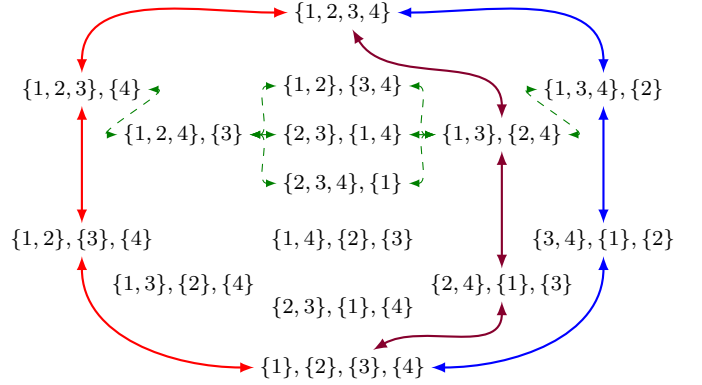 {1, 2, 3, 4}
{1, 2, 3}, {4}
{1, 2}, {3, 4}
{1, 3, 4}, {2}
{1, 2, 4}, {3}
{2, 3}, {1, 4}
{1, 3}, {2, 4}
{2, 3, 4}, {1}
{1, 2}, {3}, {4}
{1, 4}, {2}, {3}
{3, 4}, {1}, {2}
{1, 3}, {2}, {4}
{2, 4}, {1}, {3}
{2, 3}, {1}, {4}
{1}, {2}, {3}, {4}